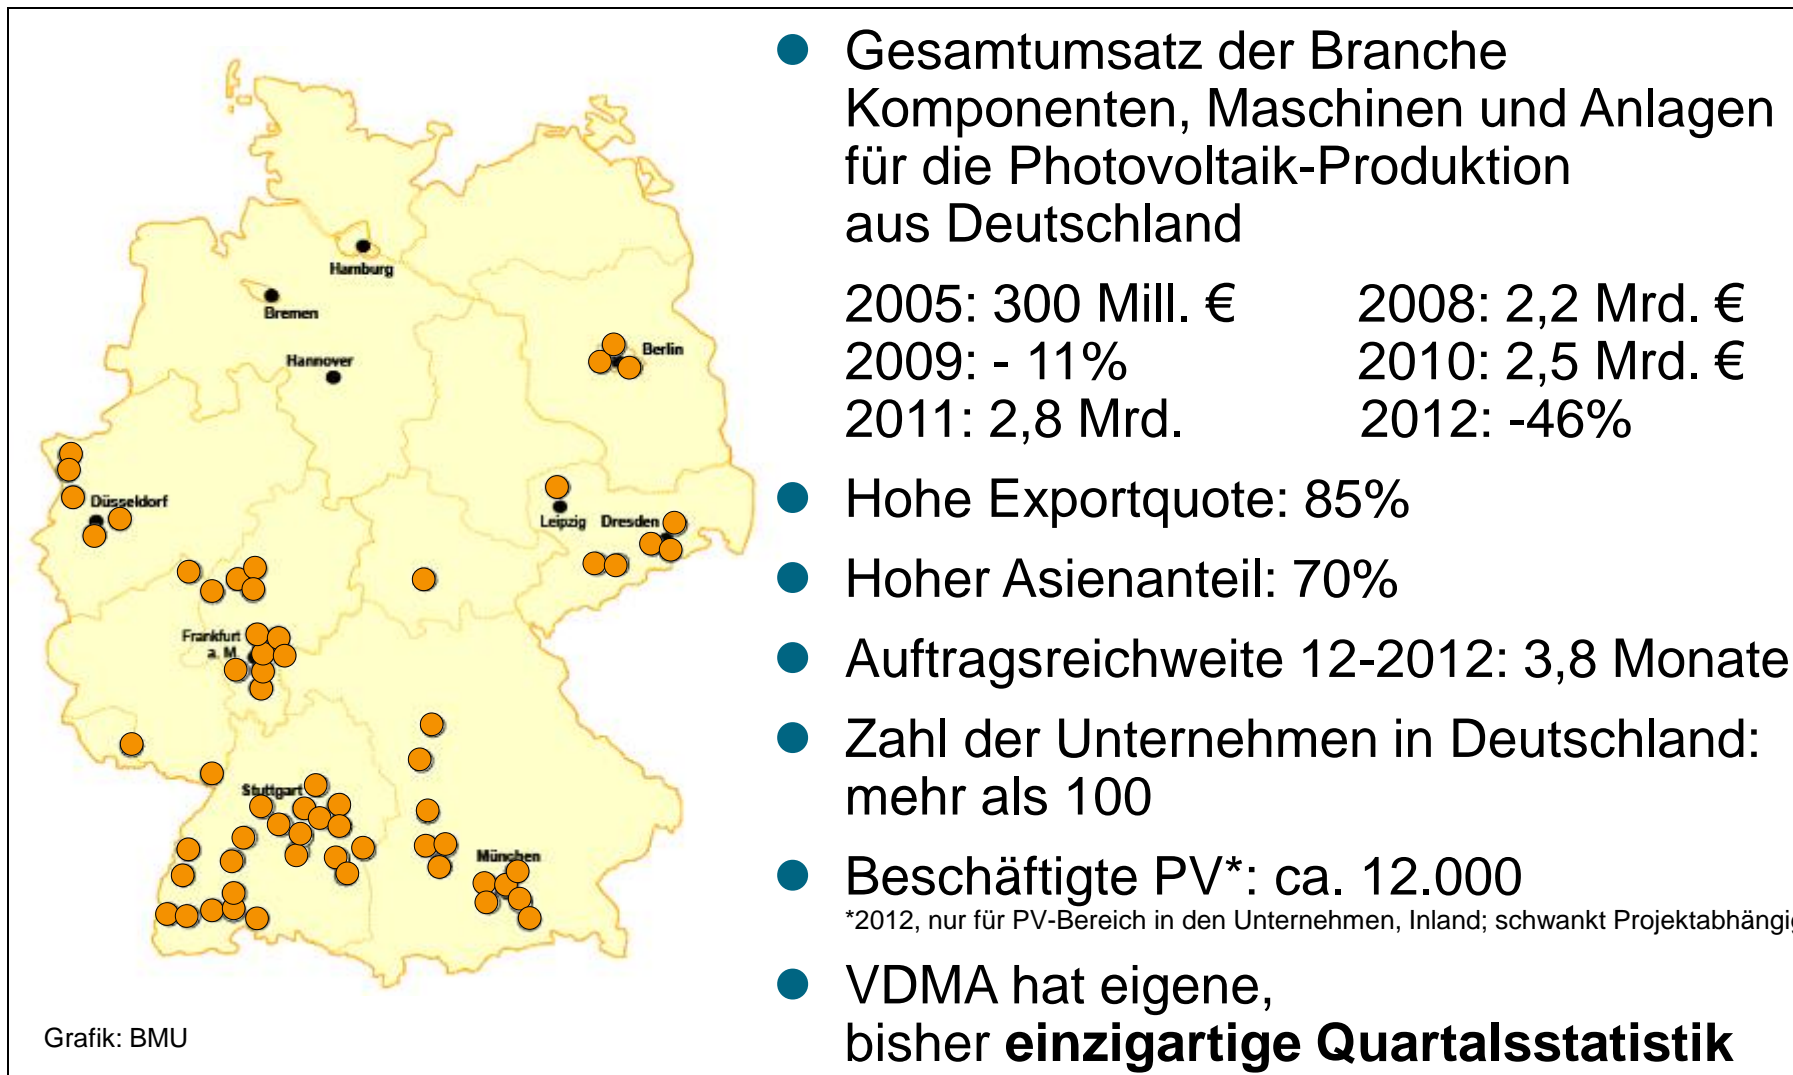 Hamburg
Bremen
Hannover
Berlin
Düsseldorf
Leipzig
Dresden
Frankfurt
a. M.
Stuttgart
München
Grafik: BMU
Gesamtumsatz der Branche
Komponenten, Maschinen und Anlagen
für die Photovoltaik-Produktion
aus Deutschland
2005: 300 Mill. € 2008: 2,2 Mrd. €
2009: - 11% 2010: 2,5 Mrd. €
2011: 2,8 Mrd. 2012: -46%
Hohe Exportquote: 85%
Hoher Asienanteil: 70%
Auftragsreichweite 12-2012: 3,8 Monate
Zahl der Unternehmen in Deutschland:
mehr als 100
Beschäftigte PV*: ca. 12.000
*2012, nur für PV-Bereich in den Unternehmen, Inland; schwankt Projektabhängig
VDMA hat eigene,
bisher einzigartige Quartalsstatistik